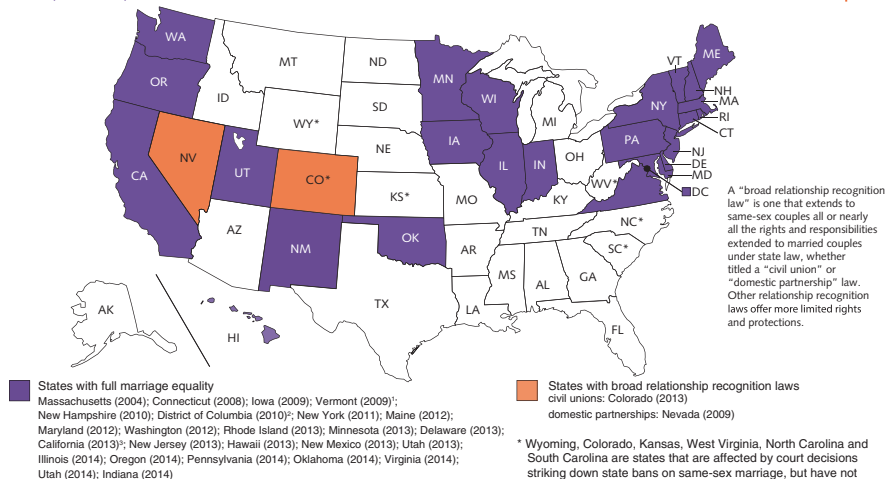 WA
OR
CA
NV
ID
MT
WY*
UT
CO*
AZ
NM
ND
SD
NE
KS*
OK
TX
MN
IA
MO
AR
LA
WI
IL
IN
MI
OH
KY
TN
MS
AL
GA
FL
SC*
NC*
WV*
PA
NY
VT
ME
NH
MA
RI
CT
NJ
DE
MD
DC
AK
HI
A “broad relationship recognition
law” is one that extends to
same-sex couples all or nearly
all the rights and responsibilities
extended to married couples
under state law, whether
titled a “civil union” or
“domestic partnership” law.
Other relationship recognition
laws offer more limited rights
and protections.
States with full marriage equality
Massachusetts (2004); Connecticut (2008); Iowa (2009); Vermont (2009)¹;
New Hampshire (2010); District of Columbia (2010)²; New York (2011); Maine (2012);
Maryland (2012); Washington (2012); Rhode Island (2013); Minnesota (2013); Delaware (2013);
California (2013)³; New Jersey (2013); Hawaii (2013); New Mexico (2013); Utah (2013);
Illinois (2014); Oregon (2014); Pennsylvania (2014); Oklahoma (2014); Virginia (2014);
Utah (2014); Indiana (2014)
States with broad relationship recognition laws
civil unions: Colorado (2013)
domestic partnerships: Nevada (2009)
* Wyoming, Colorado, Kansas, West Virginia, North Carolina and
South Carolina are states that are affected by court decisions
striking down state bans on same-sex marriage, but have not